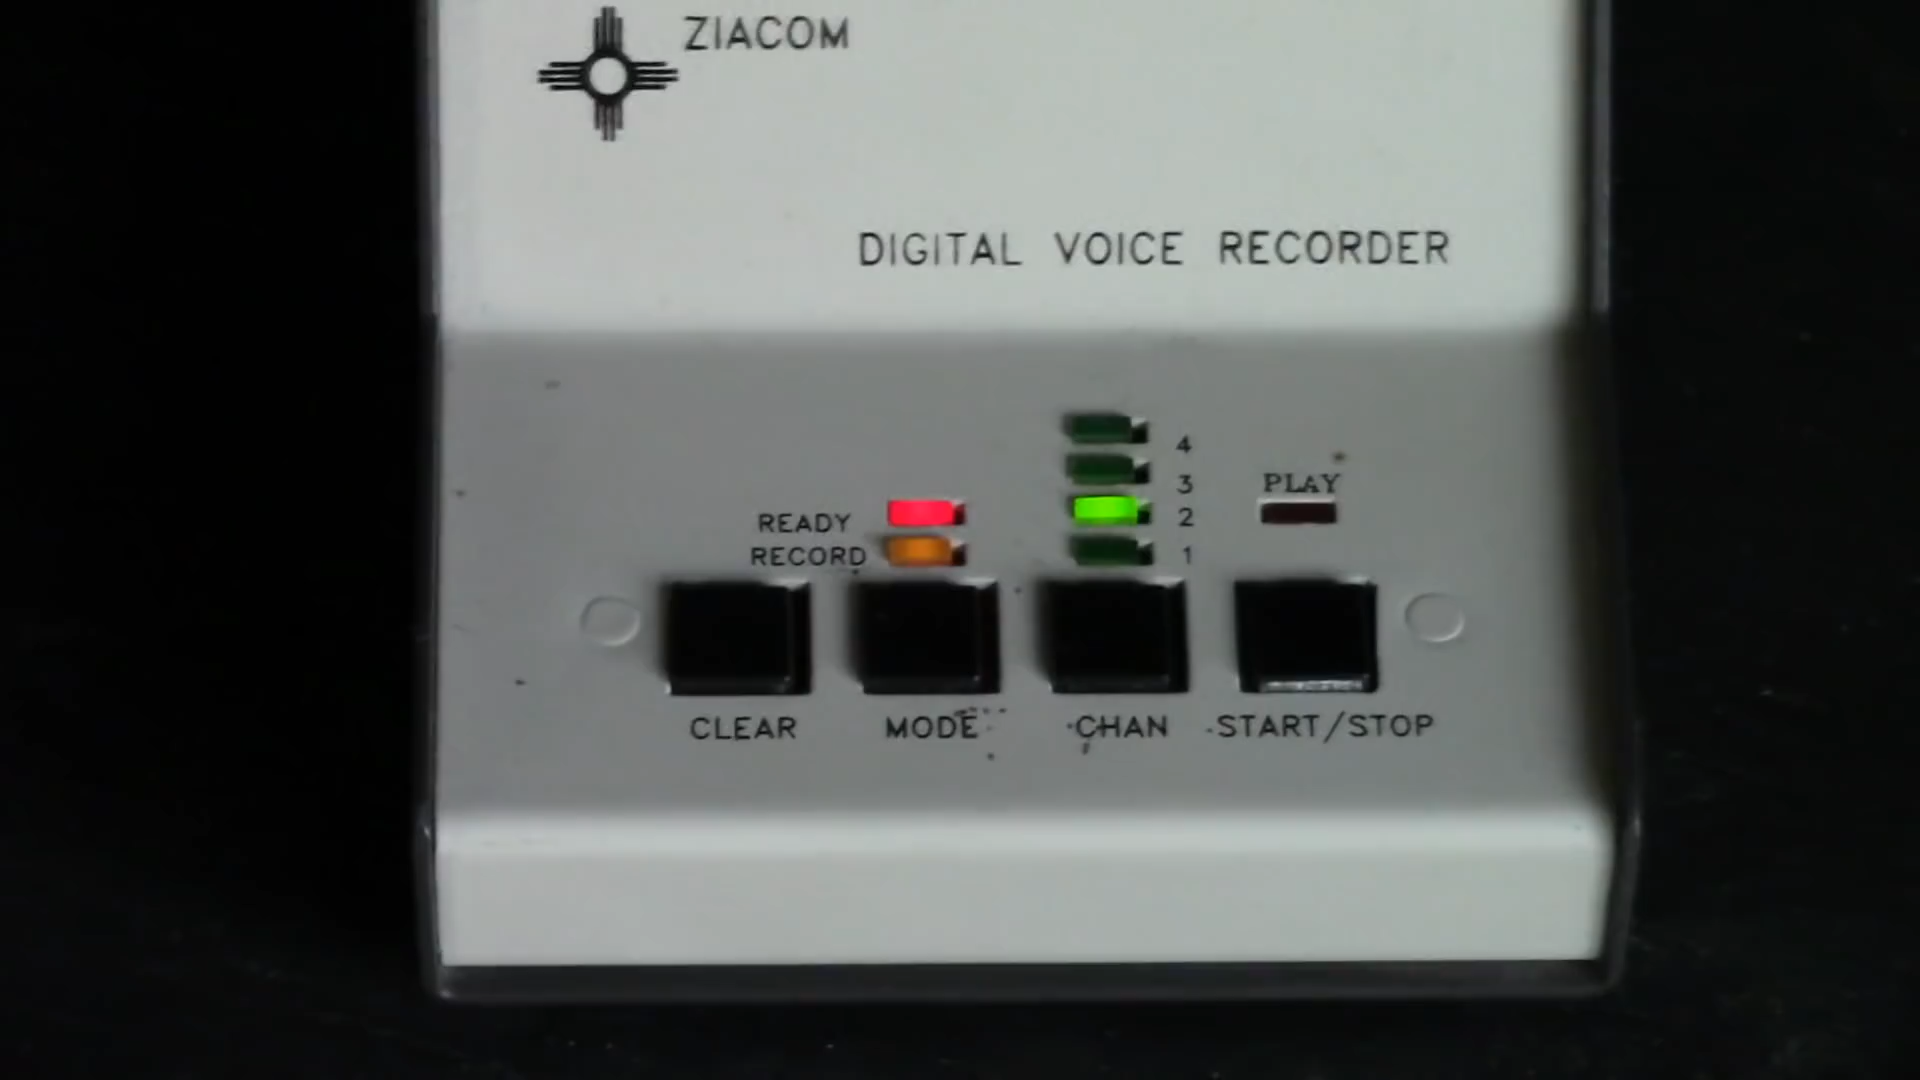 ZIACOM
DIGITAL VOICE RECORDER
4
3
PLAY
READY
2
RECORD
1
CLEAR
MODE
CHAN
START/STOP